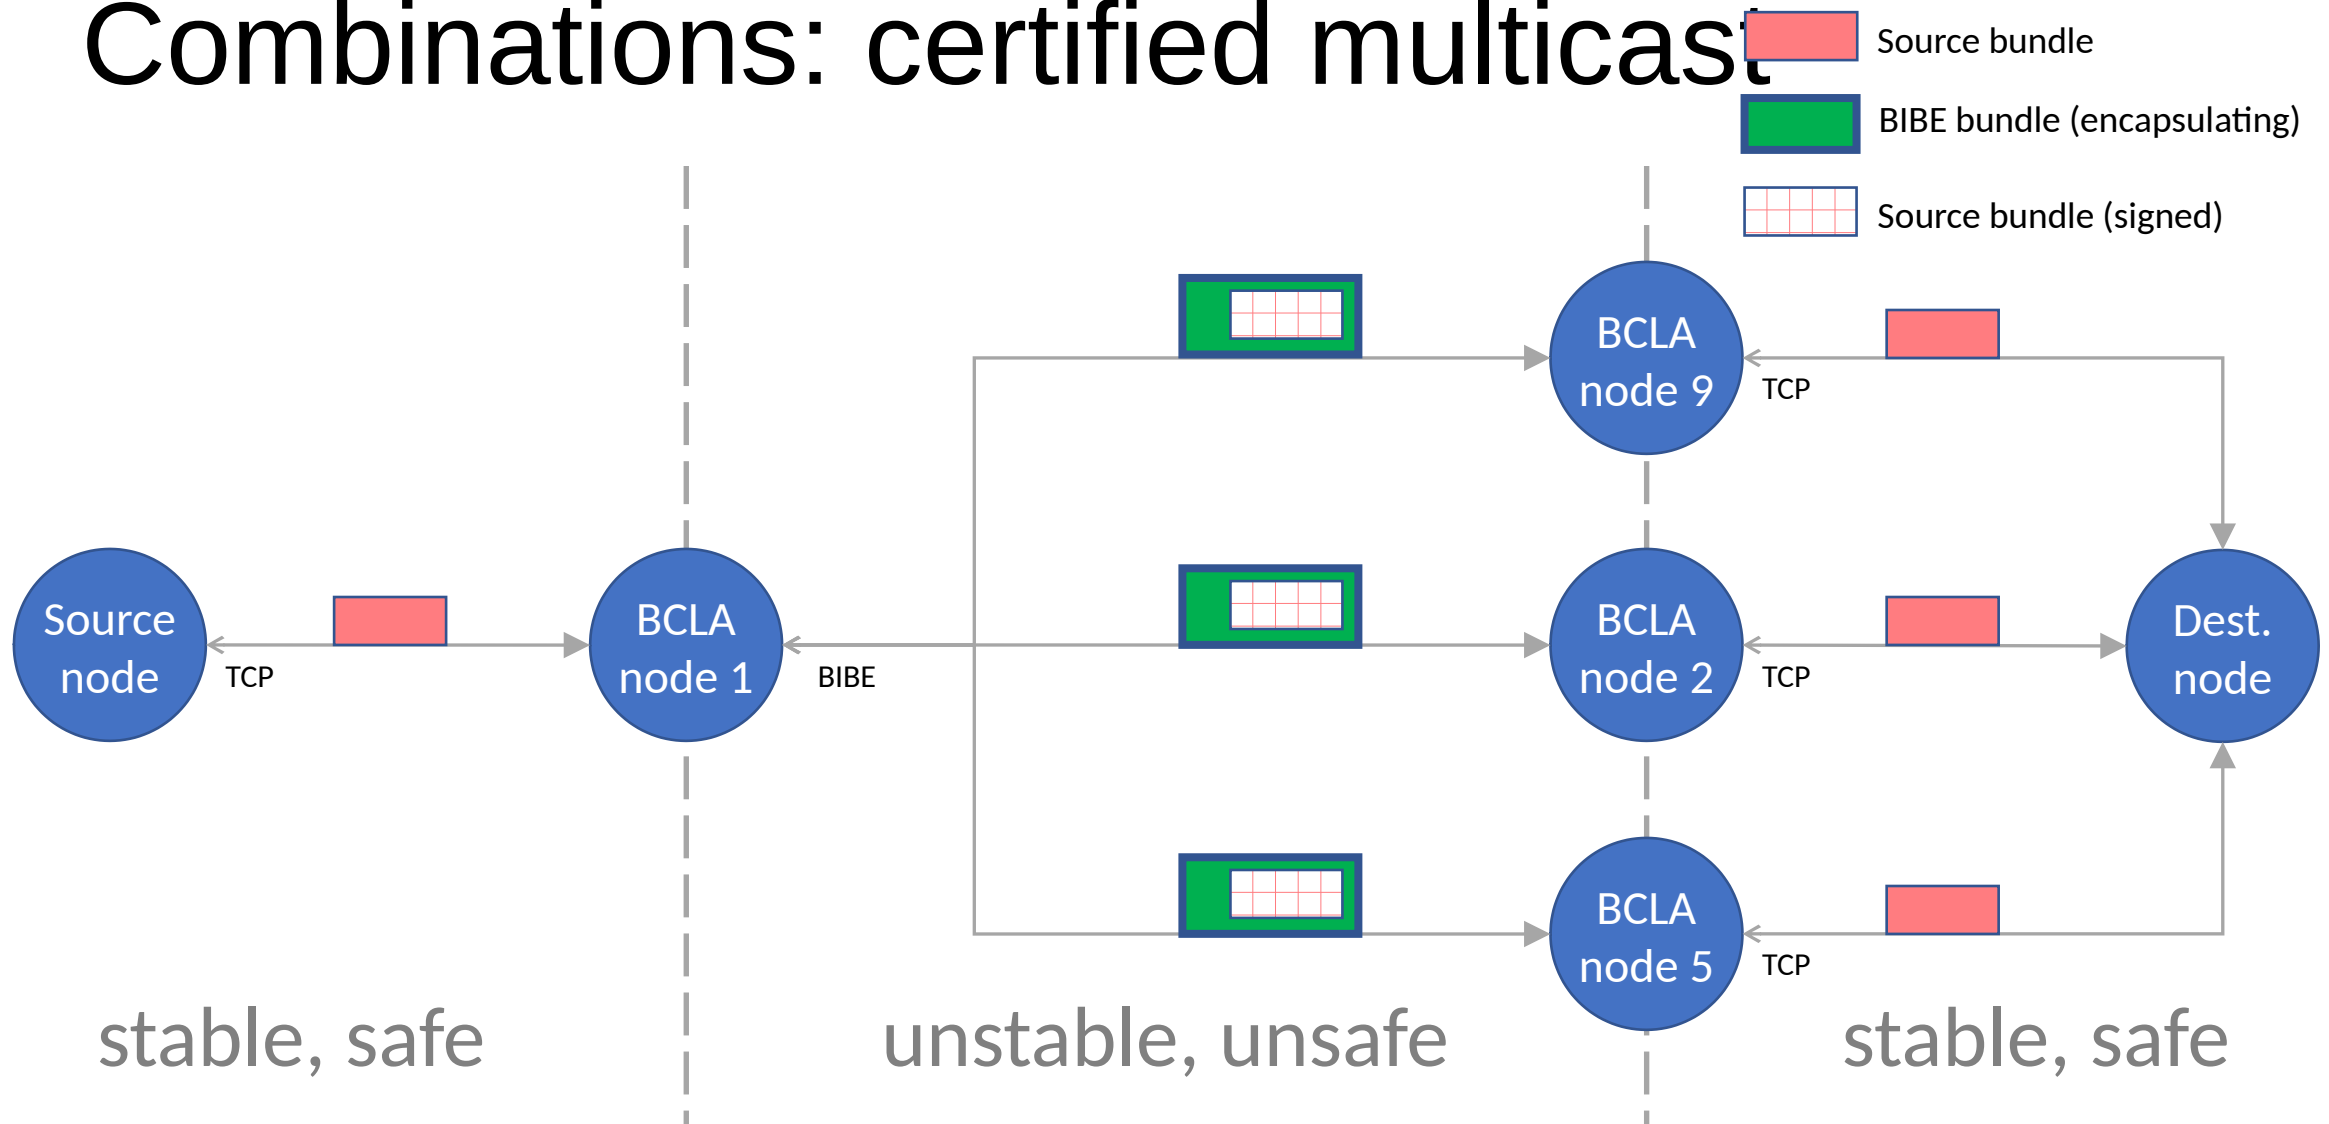 Combinations: certified multicast
Source bundle
BIBE bundle (encapsulating)
Source bundle (signed)
BCLA
node 9
TCP
Source
node
TCP
BCLA
node 1
BIBE
BCLA
node 2
TCP
Dest.
node
BCLA
node 5
TCP
stable, safe
unstable, unsafe
stable, safe